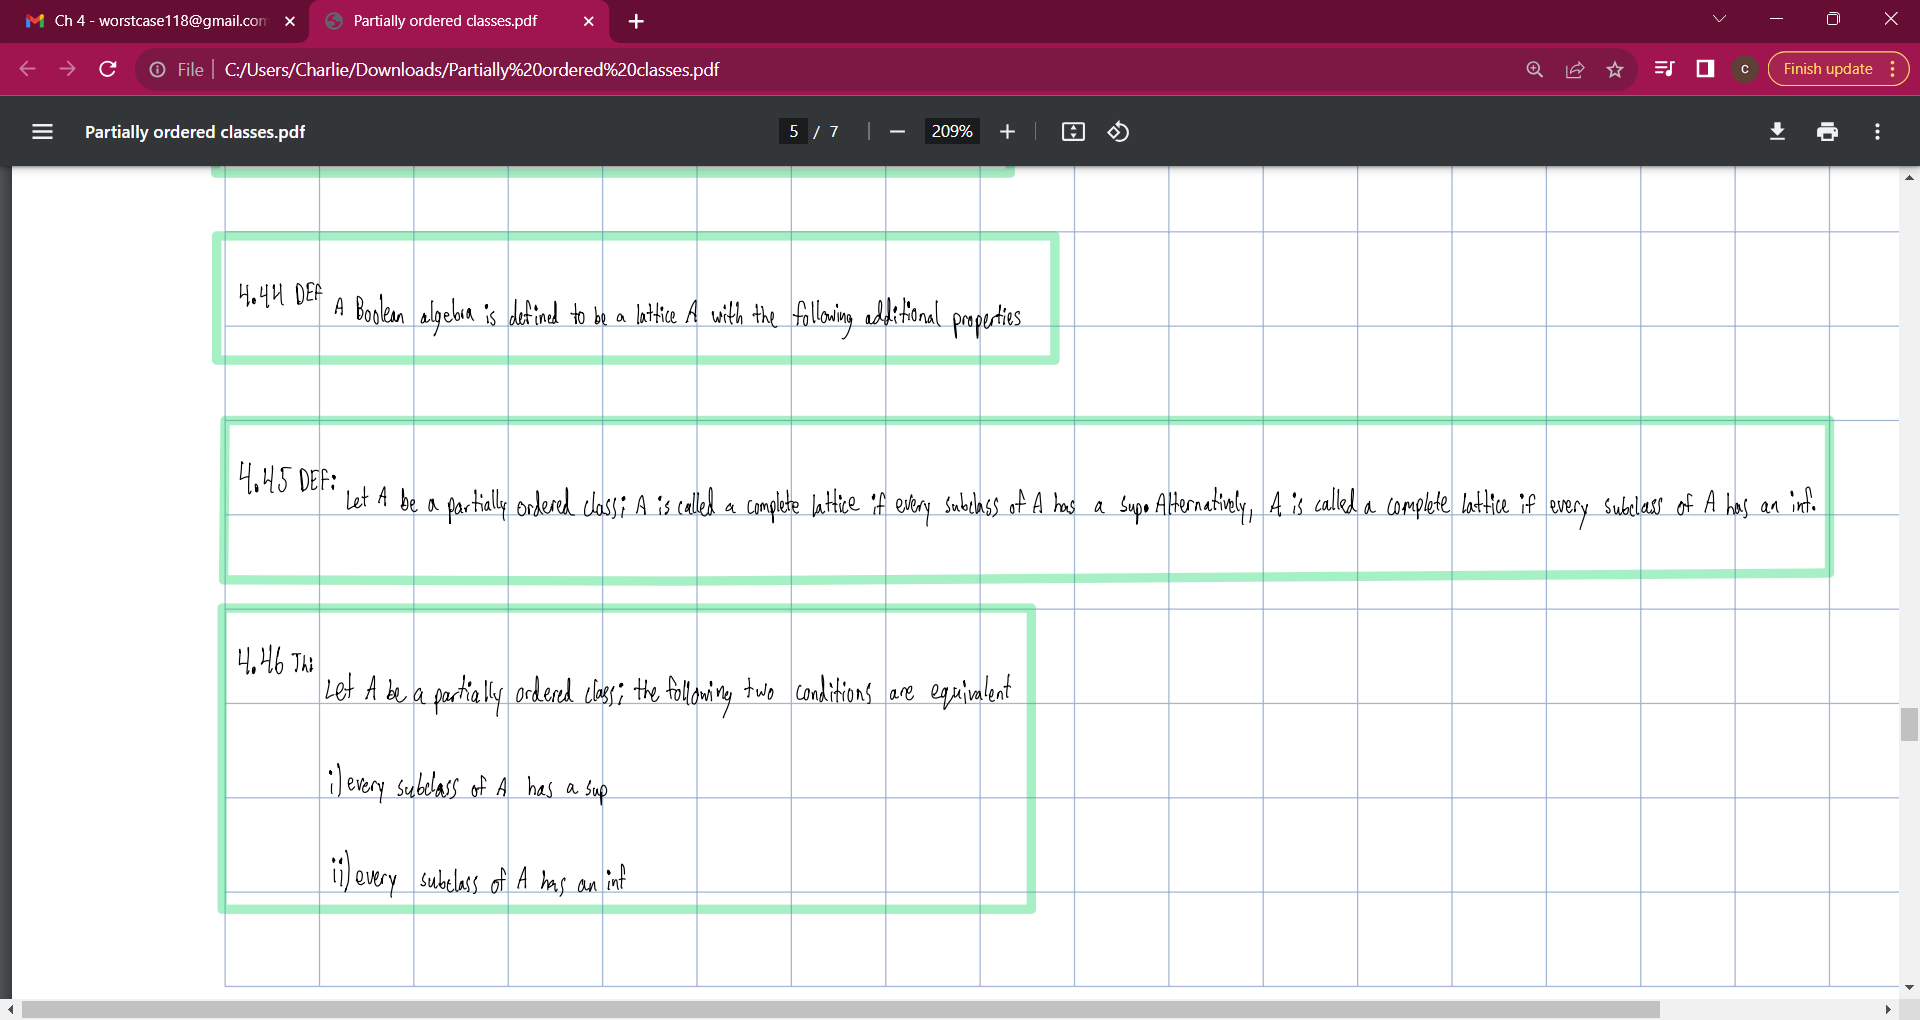 Ch 4 - worstcase118@gmail.com
Partially ordered classes.pdf
File
C:/Users/Charlie/Downloads/Partially%20ordered%20classes.pdf
C
Finish update
Partially ordered classes.pdf
5 / 7
209%
4.44 DEF A Boolean algebra is defined to be a lattice A with the following additional properties
4.45 DEF: Let A be a partially ordered class; A is called a complete lattice if every subclass of A has a sup. Alternatively, A is called a complete lattice if every subclass of A has an inf.
4.46 Th: Let A be a partially ordered class; the following two conditions are equivalent
i) every subclass of A has a sup
ii) every subclass of A has an inf